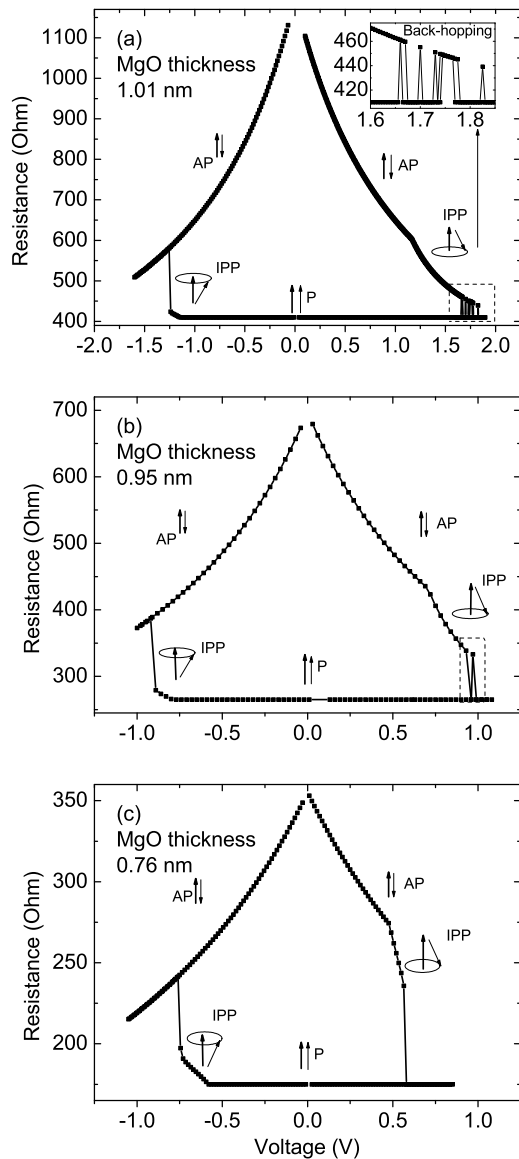 (a)
MgO thickness
1.01 nm
Back-hopping
460
440
420
1.6 1.7 1.8
1100
1000
900
800
700
600
500
400
Resistance (Ohm)
AP
AP
IPP
IPP
P
-2.0 -1.5 -1.0 -0.5 0.0 0.5 1.0 1.5 2.0
(b)
MgO thickness
0.95 nm
700
600
500
400
300
Resistance (Ohm)
AP
AP
IPP
IPP
P
-1.0 -0.5 0.0 0.5 1.0
(c)
MgO thickness
0.76 nm
350
300
250
200
Resistance (Ohm)
AP
AP
IPP
IPP
P
-1.0 -0.5 0.0 0.5 1.0
Voltage (V)